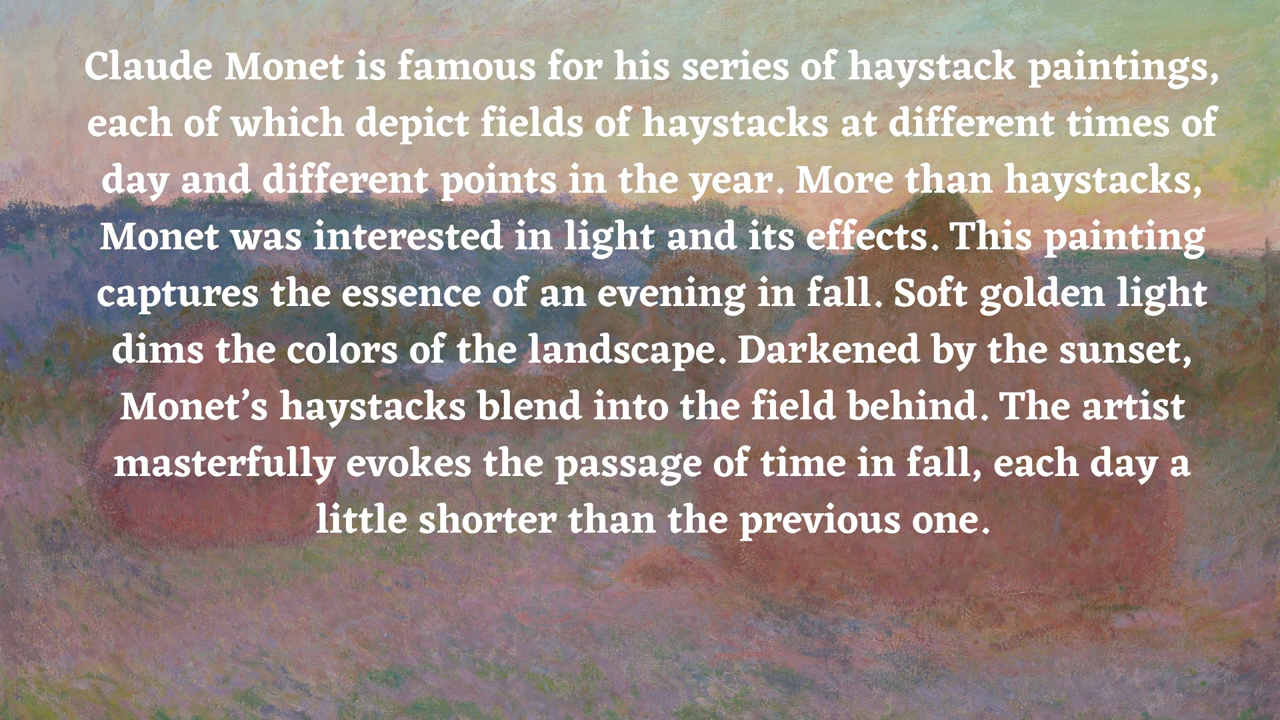 Claude Monet is famous for his series of haystack paintings,
each of which depict fields of haystacks at different times of
day and different points in the year. More than haystacks,
Monet was interested in light and its effects. This painting
captures the essence of an evening in fall. Soft golden light
dims the colors of the landscape. Darkened by the sunset,
Monet’s haystacks blend into the field behind. The artist
masterfully evokes the passage of time in fall, each day a
little shorter than the previous one.